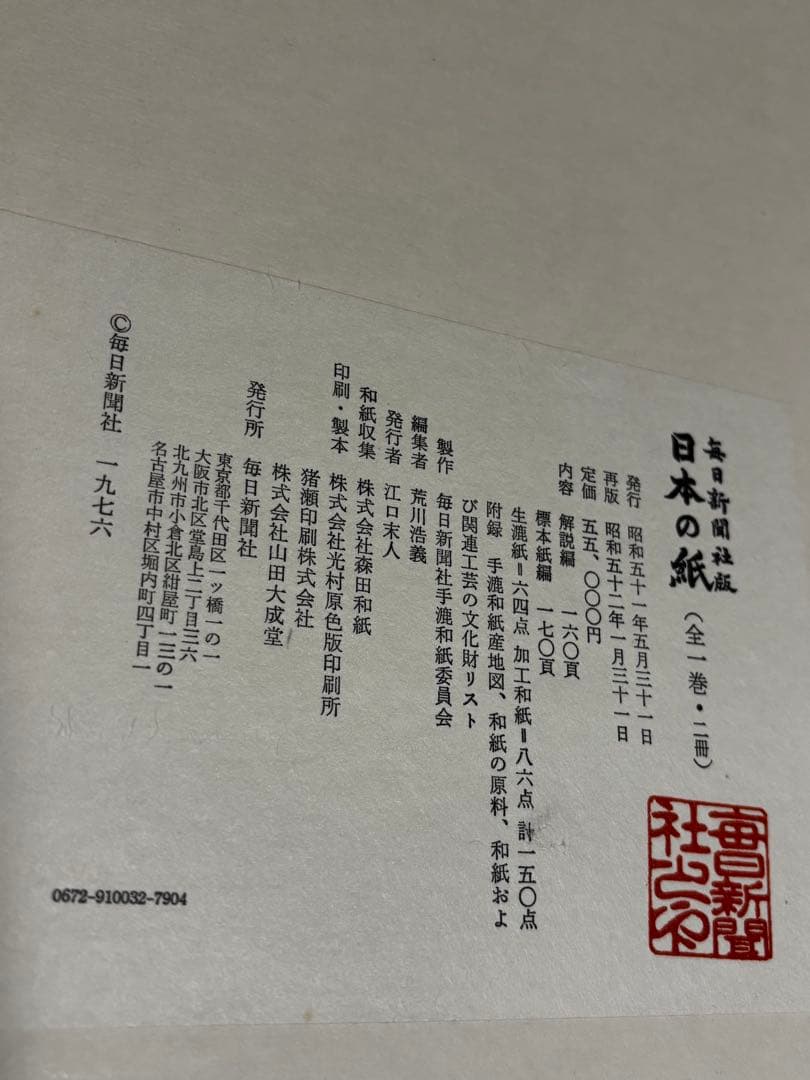 毎日新聞社版
日本の紙(全一巻・二冊)
発行 昭和五十一年五月三十一日
再版 昭和五十二年一月三十一日
定価 五五、〇〇〇円
内容 解説編 一六〇頁
標本紙編 一七〇頁
生漉紙=六四点 加工和紙=八六点 計一五〇点
附録 手漉和紙産地図、和紙の原料、和紙およ
び関連工芸の文化財リスト
製作 毎日新聞社手漉和紙委員会
編集者 荒川浩義
発行者 江口末人
和紙収集 株式会社森田和紙
印刷・製本 株式会社光村原色版印刷所
猪瀬印刷株式会社
株式会社山田大成堂
発行所 毎日新聞社
東京都千代田区一ッ橋一の一
大阪市北区堂島上二丁目三六
北九州市小倉北区紺屋町一三の一
名古屋市中村区堀内町四丁目一
©毎日新聞社 一九七六
0672-910032-7904
毎日新聞
社公印